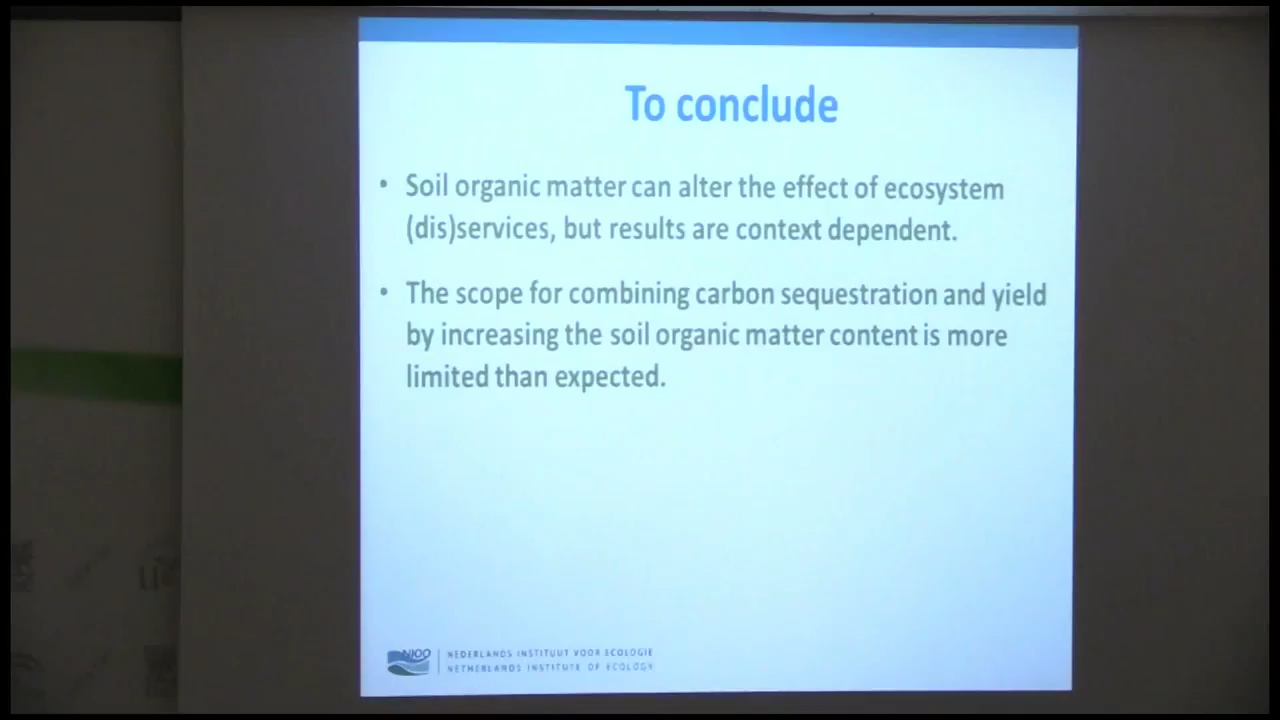 To conclude
• Soil organic matter can alter the effect of ecosystem
(dis)services, but results are context dependent.
• The scope for combining carbon sequestration and yield
by increasing the soil organic matter content is more
limited than expected.
NIOO
NEDERLANDS INSTITUUT VOOR ECOLOGIE
NETHERLANDS INSTITUTE OF ECOLOGY